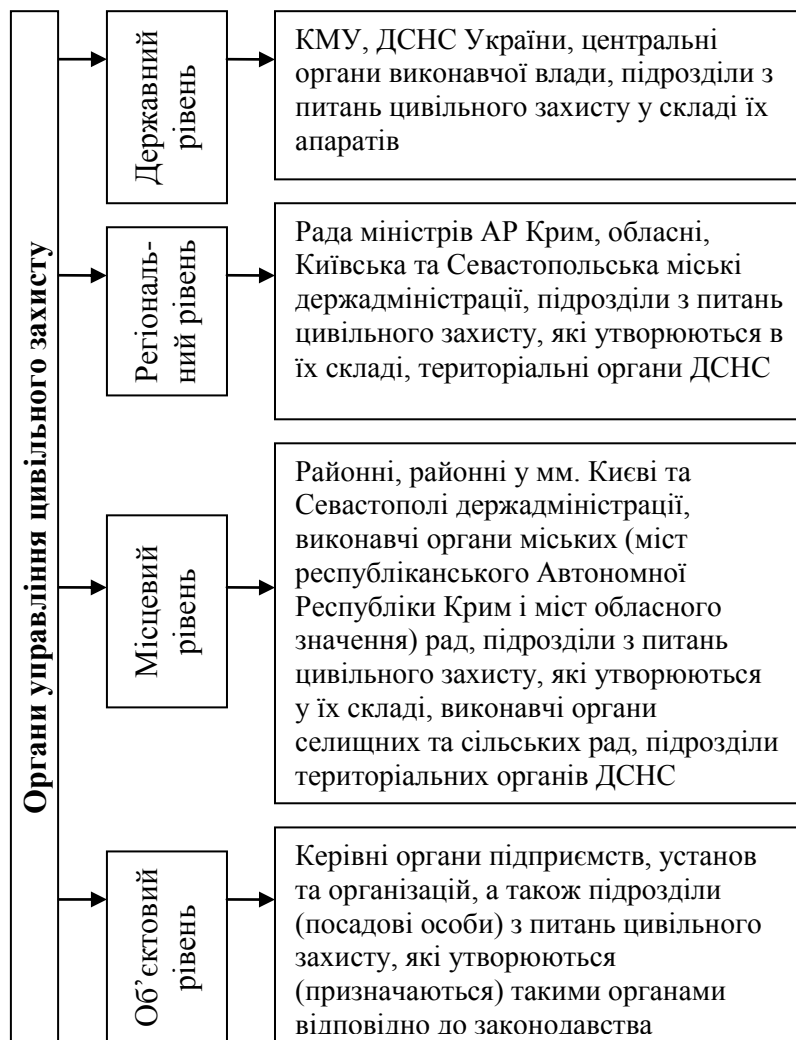 Органи управління цивільного захисту
Державний
рівень
КМУ, ДСНС України, центральні
органи виконавчої влади, підрозділи з
питань цивільного захисту у складі їх
апаратів
Регіональ-
ний рівень
Рада міністрів АР Крим, обласні,
Київська та Севастопольська міські
держадміністрації, підрозділи з питань
цивільного захисту, які утворюються в
їх складі, територіальні органи ДСНС
Місцевий
рівень
Районні, районні у мм. Києві та
Севастополі держадміністрації,
виконавчі органи міських (міст
республіканського Автономної
Республіки Крим і міст обласного
значення) рад, підрозділи з питань
цивільного захисту, які утворюються
у їх складі, виконавчі органи
селищних та сільських рад, підрозділи
територіальних органів ДСНС
Об’єктовий
рівень
Керівні органи підприємств, установ
та організацій, а також підрозділи
(посадові особи) з питань цивільного
захисту, які утворюються
(призначаються) такими органами
відповідно до законодавства